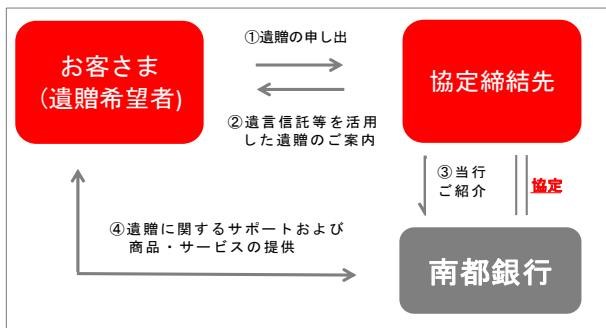 お客さま
（遺贈希望者)
①遺贈の申し出
協定締結先
②遺言信託等を活用
した遺贈のご案内
③当行
ご紹介
協定
④遺贈に関するサポートおよび
商品・サービスの提供
南都銀行